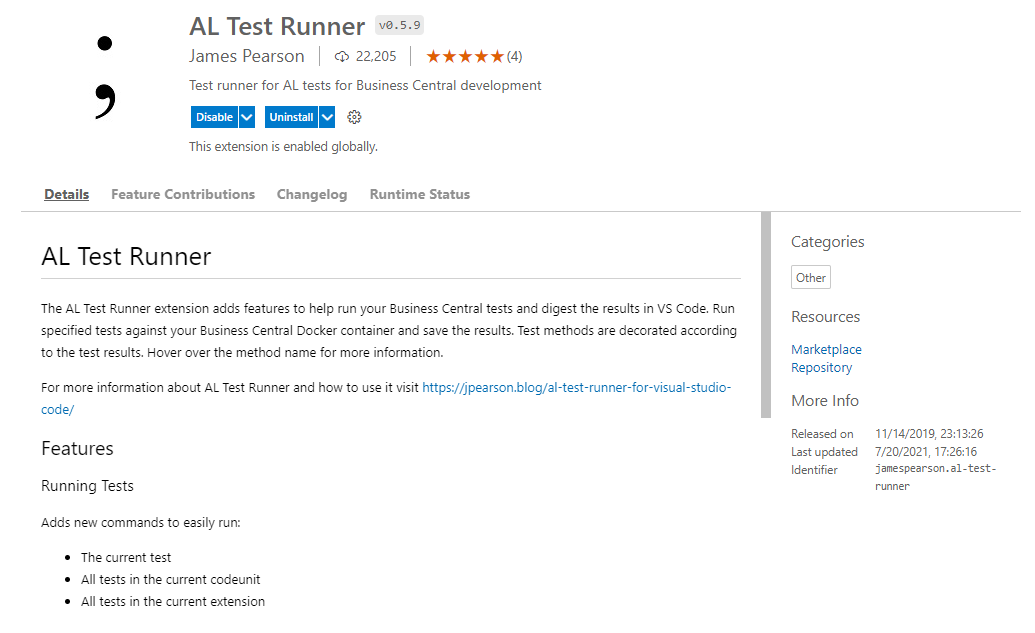 AL Test Runner v0.5.9
James Pearson 22,205 (4)
Test runner for AL tests for Business Central development
Disable Uninstall
This extension is enabled globally.
Details Feature Contributions Changelog Runtime Status
AL Test Runner
The AL Test Runner extension adds features to help run your Business Central tests and digest the results in VS Code. Run
specified tests against your Business Central Docker container and save the results. Test methods are decorated according
to the test results. Hover over the method name for more information.
For more information about AL Test Runner and how to use it visit https://jpearson.blog/al-test-runner-for-visual-studio-
code/
Features
Running Tests
Adds new commands to easily run:
The current test
All tests in the current codeunit
All tests in the current extension
Categories
Other
Resources
Marketplace
Repository
More Info
Released on 11/14/2019, 23:13:26
Last updated 7/20/2021, 17:26:16
Identifier jamespearson.al-test-
runner